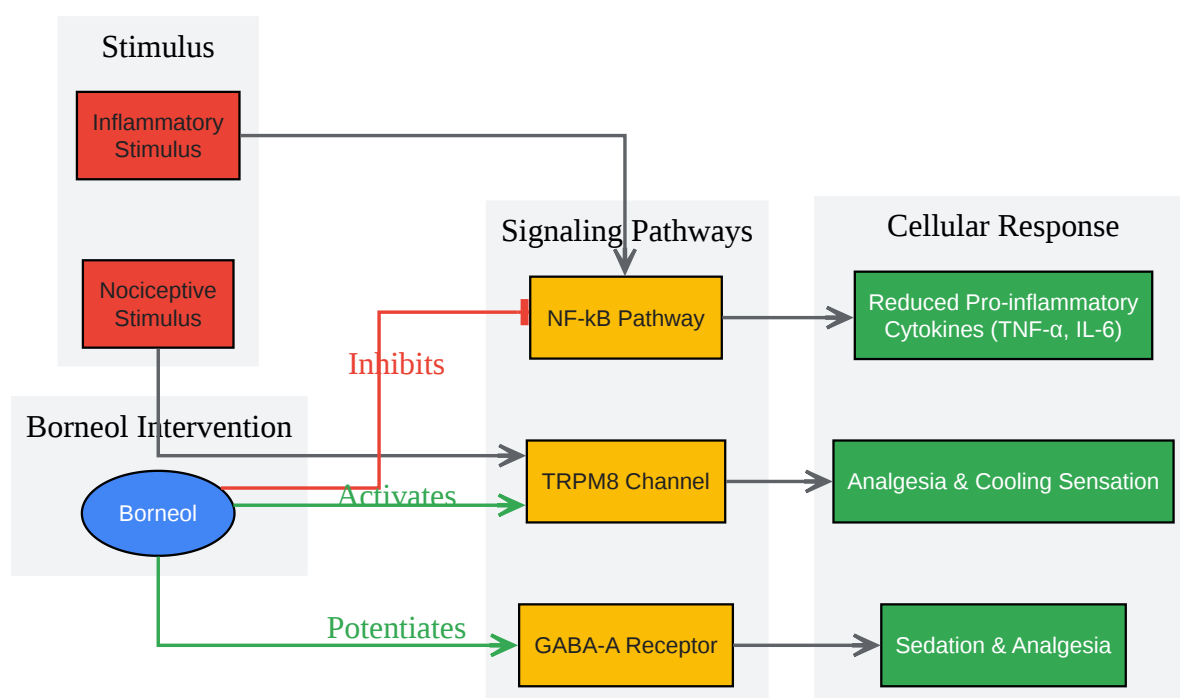 Stimulus
Inflammatory
Stimulus
Nociceptive
Stimulus
Borneol Intervention
Borneol
Inhibits
Activates
Potentiates
Signaling Pathways
NF-kB Pathway
TRPM8 Channel
GABA-A Receptor
Cellular Response
Reduced Pro-inflammatory
Cytokines (TNF-α, IL-6)
Analgesia & Cooling Sensation
Sedation & Analgesia